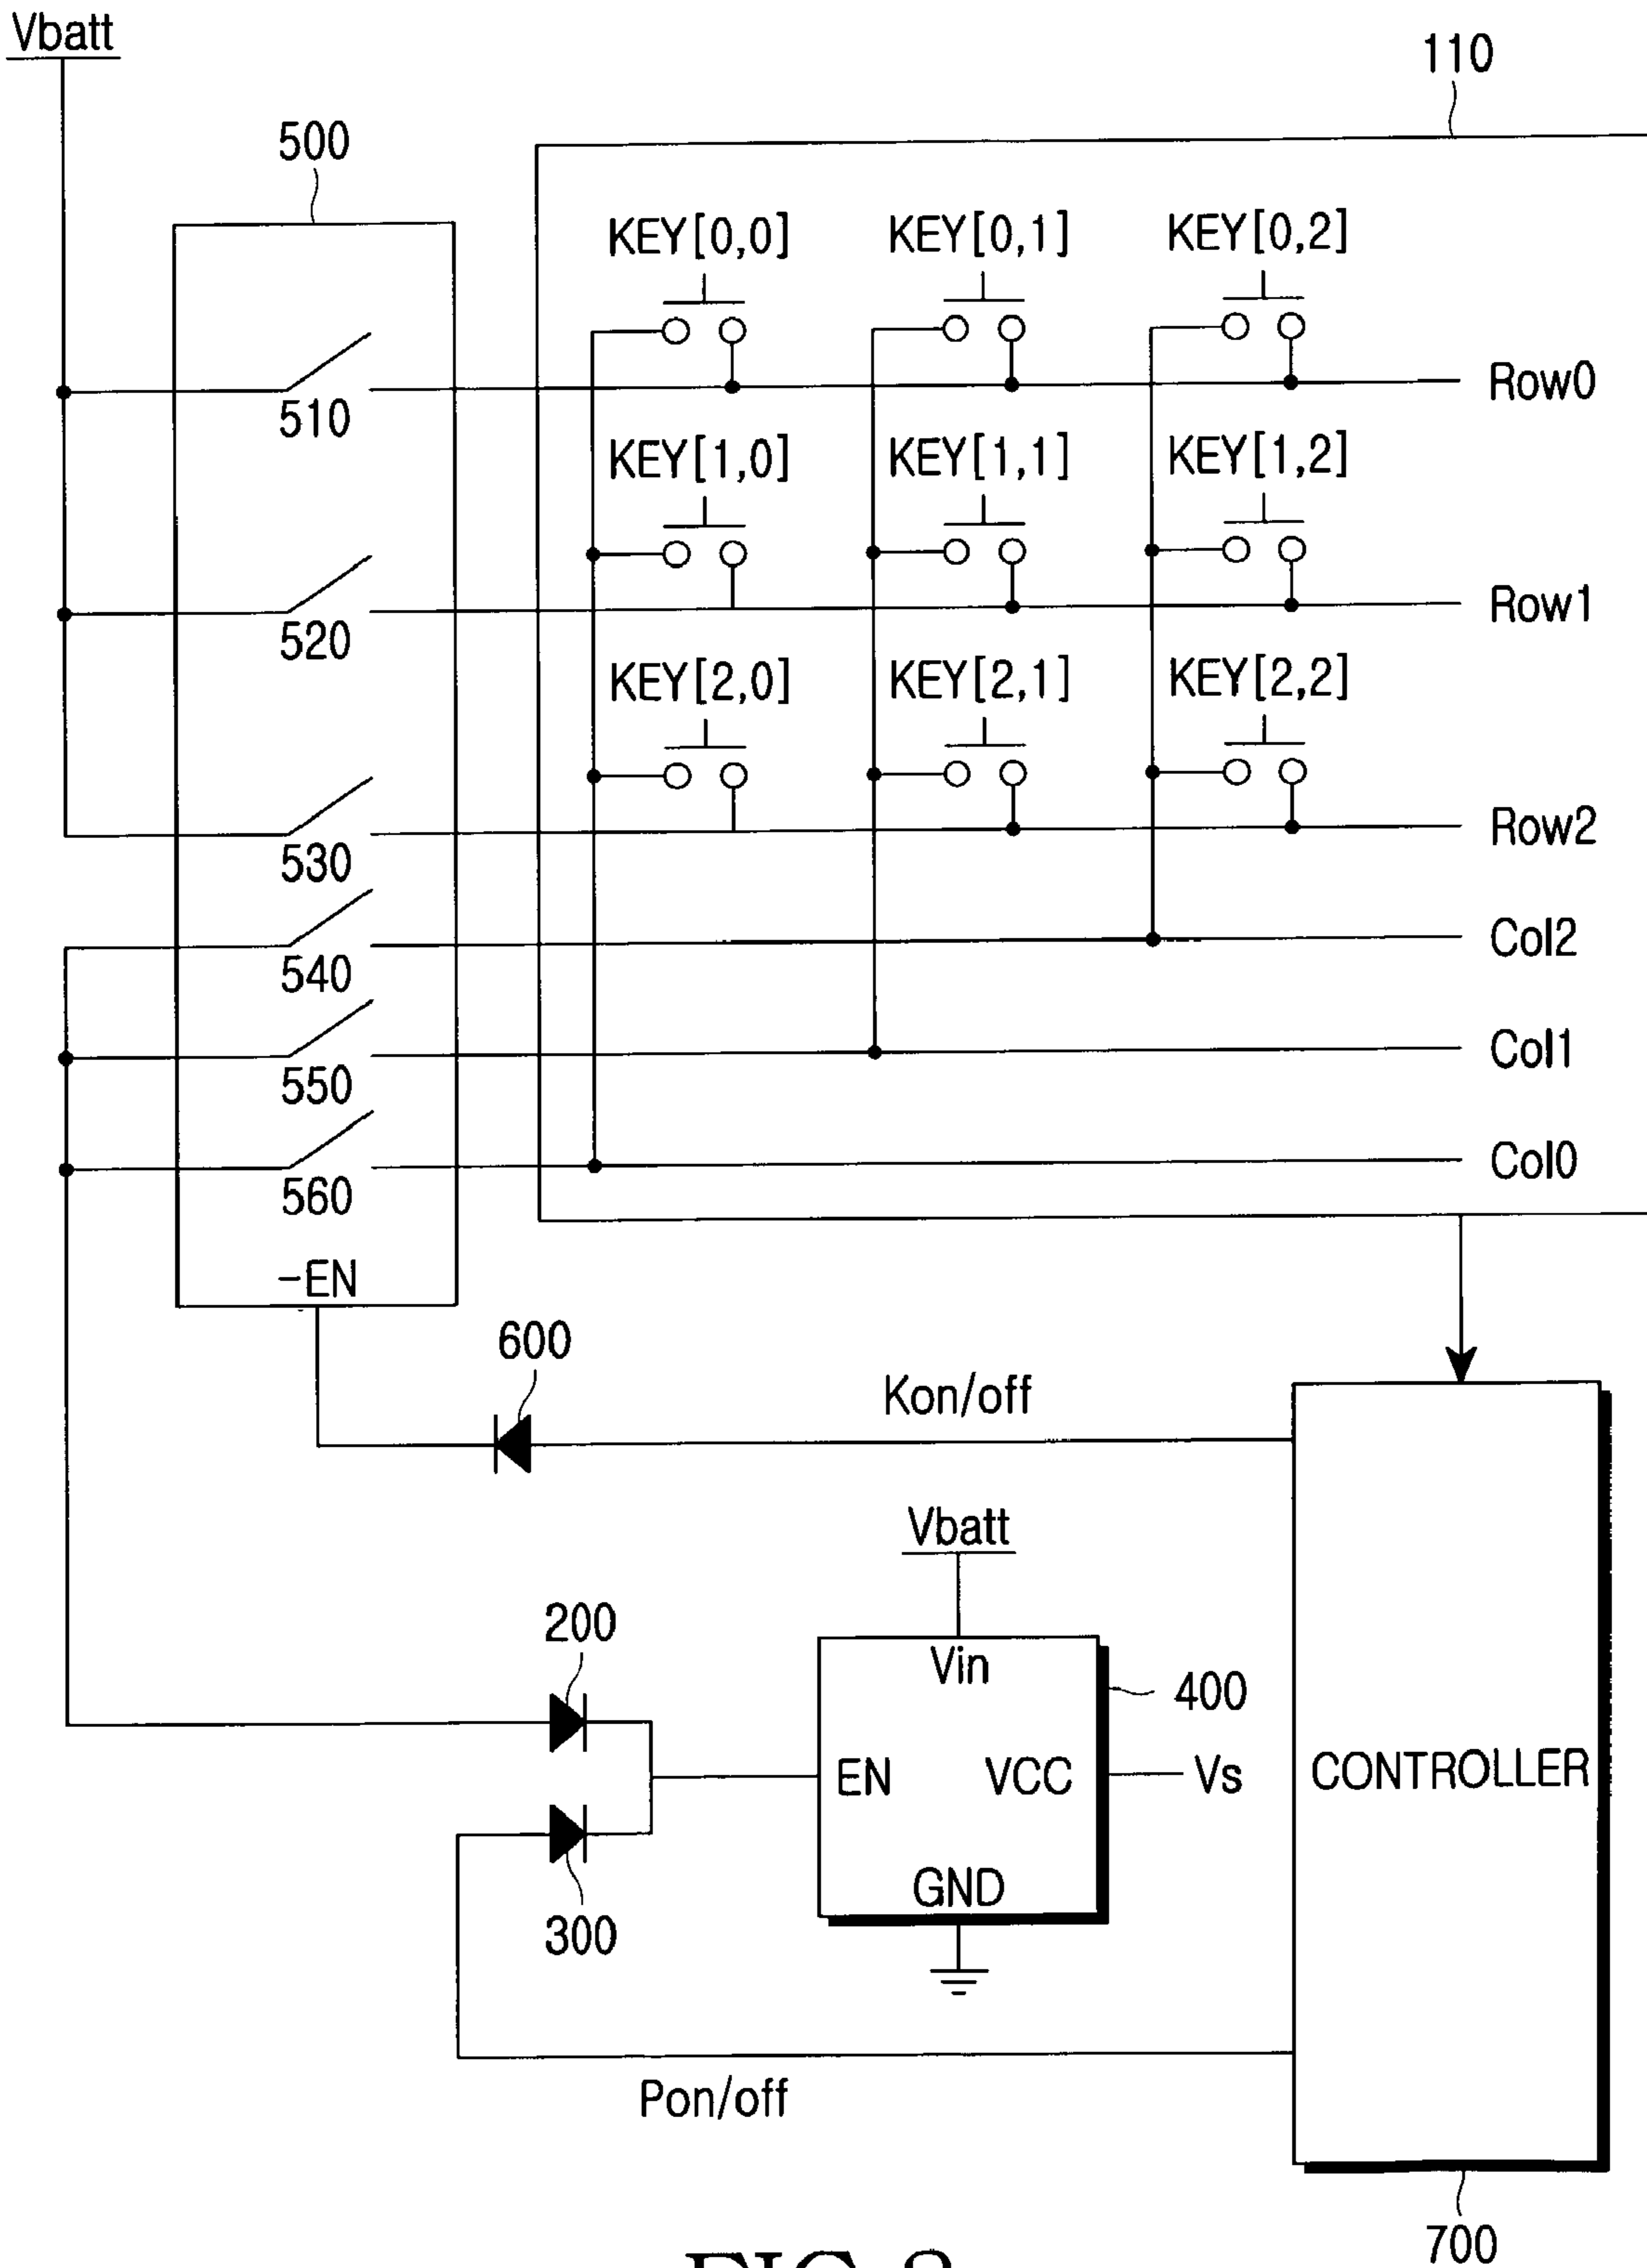 Vbatt
110
500
KEY[0,0] KEY[0,1] KEY[0,2]
510
Row0
KEY[1,0] KEY[1,1] KEY[1,2]
520
Row1
KEY[2,0] KEY[2,1] KEY[2,2]
530
Row2
540
Col2
550
Col1
560
Col0
-EN
600
Kon/off
Vbatt
200
Vin
400
EN VCC Vs
CONTROLLER
GND
300
Pon/off
700